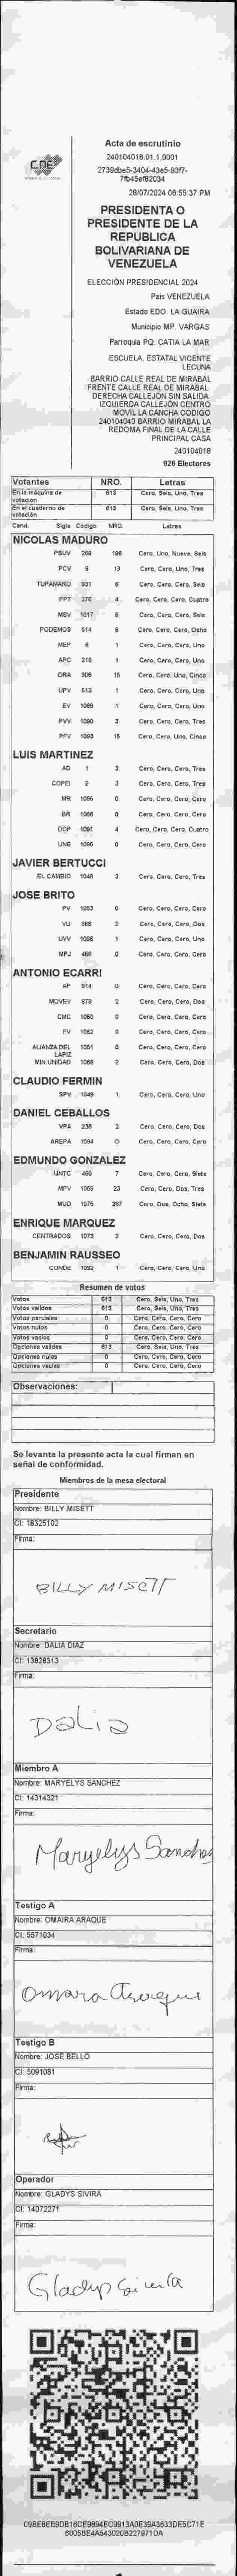 CNE
Acta de escrutinio
240104018.01.1.0001
28/07/2024 06:55:37 PM
PRESIDENTA O
PRESIDENTE DE LA
REPUBLICA
BOLIVARIANA DE
VENEZUELA
ELECCIÓN PRESIDENCIAL 2024
País VENEZUELA
Estado EDO. LA GUAIRA
Municipio MP. VARGAS
Parroquia PQ. CATIA LA MAR
ESCUELA. ESTATAL VICENTE
LECUNA
BARRIO CALLE REAL DE MIRABAL
FRENTE CALLE REAL DE MIRABAL.
DERECHA CALLEJÓN SIN SALIDA.
IZQUIERDA CALLEJÓN CENTRO
MOVIL LA CANCHA CODIGO
240104040 BARRIO MIRABAL LA
REDOMA FINAL DE LA CALLE
PRINCIPAL CASA
240104018
926 Electores
Votantes NRO. Letras
En la máquina de votación 613 Cero, Seis, Uno, Tres
En el cuaderno de votación 613 Cero, Seis, Uno, Tres
Cand. Sigla Código NRO. Letras
NICOLAS MADURO
PSUV 269 196 Cero, Uno, Nueve, Seis
PCV 9 13 Cero, Cero, Uno, Tres
TUPAMARO 931 6 Cero, Cero, Cero, Seis
PPT 276 4 Cero, Cero, Cero, Cuatro
MSV 1017 6 Cero, Cero, Cero, Seis
PODEMOS 514 8 Cero, Cero, Cero, Ocho
MEP 6 1 Cero, Cero, Cero, Uno
APC 219 1 Cero, Cero, Cero, Uno
ORA 906 15 Cero, Cero, Uno, Cinco
UPV 513 1 Cero, Cero, Cero, Uno
EV 1089 1 Cero, Cero, Cero, Uno
PVV 1090 3 Cero, Cero, Cero, Tres
PFV 1093 15 Cero, Cero, Uno, Cinco
LUIS MARTINEZ
AD 1 3 Cero, Cero, Cero, Tres
COPEI 2 3 Cero, Cero, Cero, Tres
MR 1056 0 Cero, Cero, Cero, Cero
BR 1066 0 Cero, Cero, Cero, Cero
DDP 1091 4 Cero, Cero, Cero, Cuatro
UNE 1095 0 Cero, Cero, Cero, Cero
JAVIER BERTUCCI
EL CAMBIO 1048 3 Cero, Cero, Cero, Tres
JOSE BRITO
PV 1053 0 Cero, Cero, Cero, Cero
VU 668 2 Cero, Cero, Cero, Dos
UVV 1098 1 Cero, Cero, Cero, Uno
MPJ 456 0 Cero, Cero, Cero, Cero
ANTONIO ECARRI
AP 814 0 Cero, Cero, Cero, Cero
MOVEV 978 2 Cero, Cero, Cero, Dos
CMC 1050 0 Cero, Cero, Cero, Cero
FV 1062 0 Cero, Cero, Cero, Cero
ALIANZA DEL LAPIZ 1051 0 Cero, Cero, Cero, Cero
MIN UNIDAD 1068 2 Cero, Cero, Cero, Dos
CLAUDIO FERMIN
SPV 1049 1 Cero, Cero, Cero, Uno
DANIEL CEBALLOS
VPA 238 2 Cero, Cero, Cero, Dos
AREPA 1094 0 Cero, Cero, Cero, Cero
EDMUNDO GONZALEZ
UNTC 460 7 Cero, Cero, Cero, Siete
MPV 1069 23 Cero, Cero, Dos, Tres
MUD 1075 287 Cero, Dos, Ocho, Siete
ENRIQUE MARQUEZ
CENTRADOS 1073 2 Cero, Cero, Cero, Dos
BENJAMIN RAUSSEO
CONDE 1092 1 Cero, Cero, Cero, Uno
Resumen de votos
Votos 613 Cero, Seis, Uno, Tres
Votos validos 613 Cero, Seis, Uno, Tres
Votos parciales 0 Cero, Cero, Cero, Cero
Votos nulos 0 Cero, Cero, Cero, Cero
Votos vacios 0 Cero, Cero, Cero, Cero
Opciones validas 613 Cero, Seis, Uno, Tres
Opciones nulas 0 Cero, Cero, Cero, Cero
Opciones vacias 0 Cero, Cero, Cero, Cero
Observaciones:
Se levanta la presente acta la cual firman en
señal de conformidad.
Miembros de la mesa electoral
Presidente
Nombre: BILLY MISETT
CI: 18325102
Firma:
BILLY MISETT
Secretario
Nombre: DALIA DIAZ
CI: 13828313
Firma:
Dalia
Miembro A
Nombre: MARYELYS SANCHEZ
CI: 14314321
Firma:
Maryelys Sanchez
Testigo A
Nombre: OMAIRA ARAQUE
CI: 5571034
Firma:
Omaira Araque
Testigo B
Nombre: JOSE BELLO
CI: 5091081
Firma:
Operador
Nombre: GLADYS SIVIRA
CI: 14072271
Firma:
Gladys Sivira